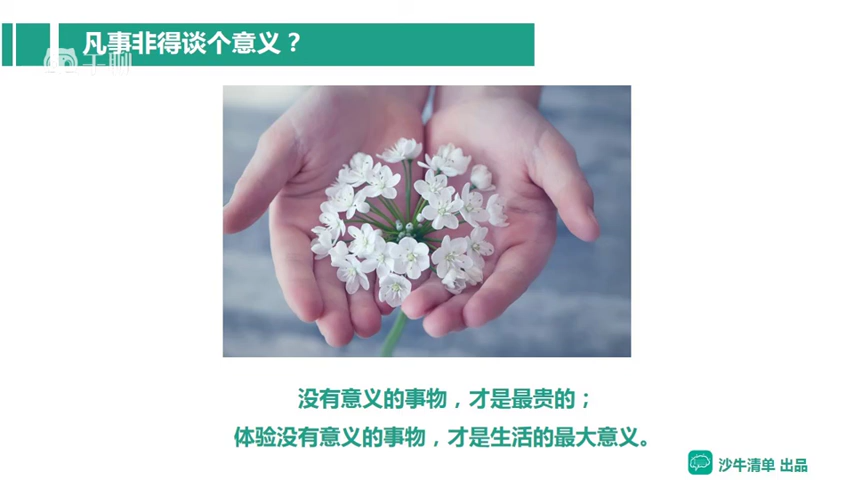 凡事非得谈个意义？
千聊
没有意义的事物，才是最贵的；
体验没有意义的事物，才是生活的最大意义。
沙牛清单 出品